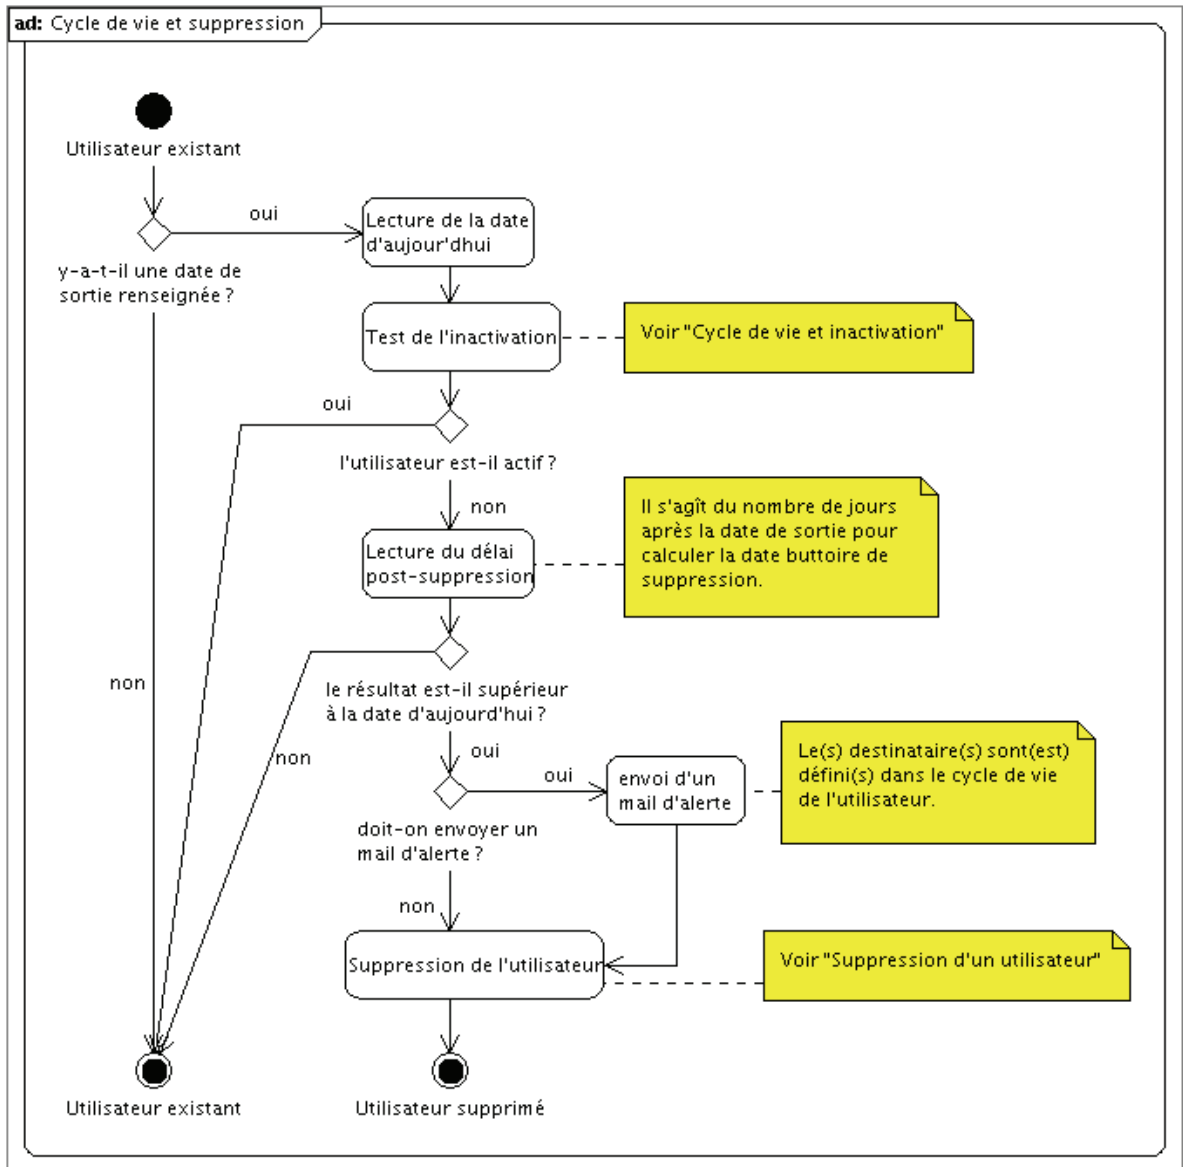 ad: Cycle de vie et suppression
Utilisateur existant
oui
Lecture de la date
d'aujour'dhui
y-a-t-il une date de
sortie renseignée ?
Test de l'inactivation
Voir "Cycle de vie et inactivation"
oui
l'utilisateur est-il actif ?
non
Il s'agît du nombre de jours
après la date de sortie pour
calculer la date buttoire de
suppression.
Lecture du délai
post-suppression
non
le résultat est-il supérieur
à la date d'aujourd'hui ?
non
oui
oui
envoi d'un
mail d'alerte
Le(s) destinataire(s) sont(est)
défini(s) dans le cycle de vie
de l'utilisateur.
doit-on envoyer un
mail d'alerte ?
non
Suppression de l'utilisateur
Voir "Suppression d'un utilisateur"
Utilisateur existant
Utilisateur supprimé